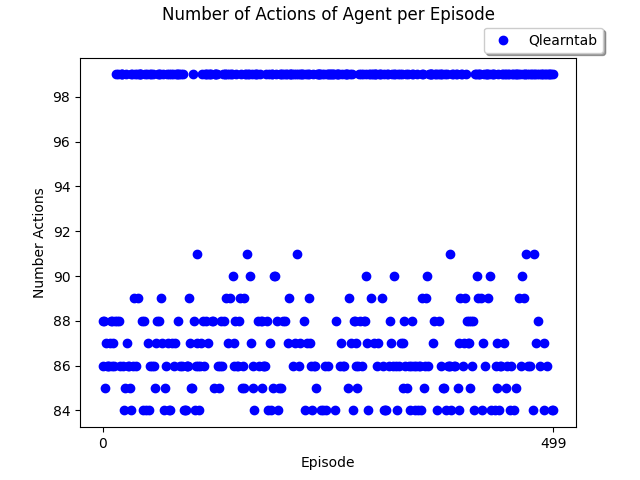 Number of Actions of Agent per Episode
Qlearntab
98
96
94
92
90
88
86
84
Number Actions
0
499
Episode